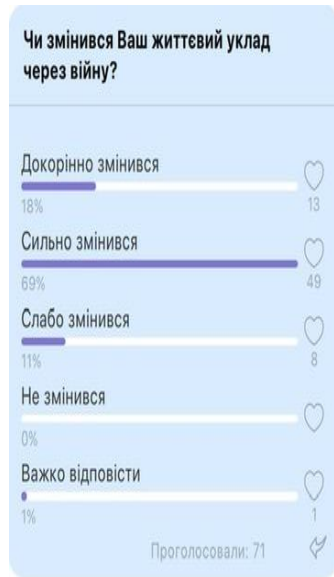 Чи змінився Ваш життєвий уклад
через війну?
Докорінно змінився
18%
13
Сильно змінився
69%
49
Слабо змінився
11%
8
Не змінився
0%
Важко відповісти
1%
1
Проголосовали: 71